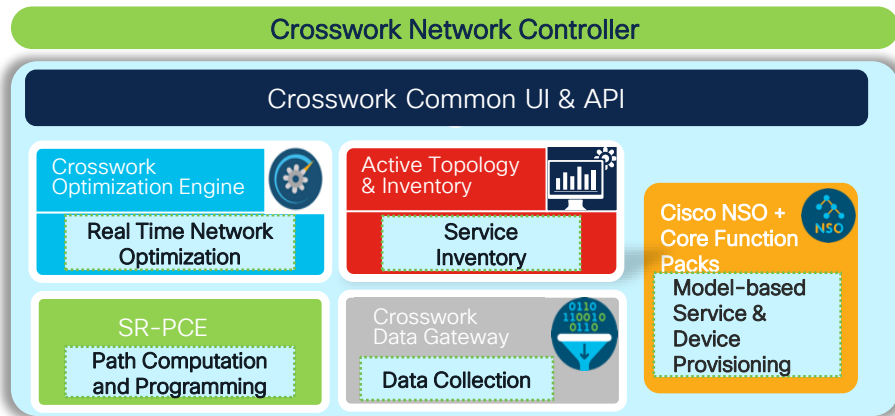 Crosswork Network Controller
Crosswork Common UI & API
Crosswork
Optimization Engine
Real Time Network
Optimization
Active Topology
& Inventory
Service
Inventory
Cisco NSO +
Core Function
Packs
NSO
Model-based
Service &
Device
Provisioning
SR-PCE
Path Computation
and Programming
Crosswork
Data Gateway
0110
110010
0110
Data Collection